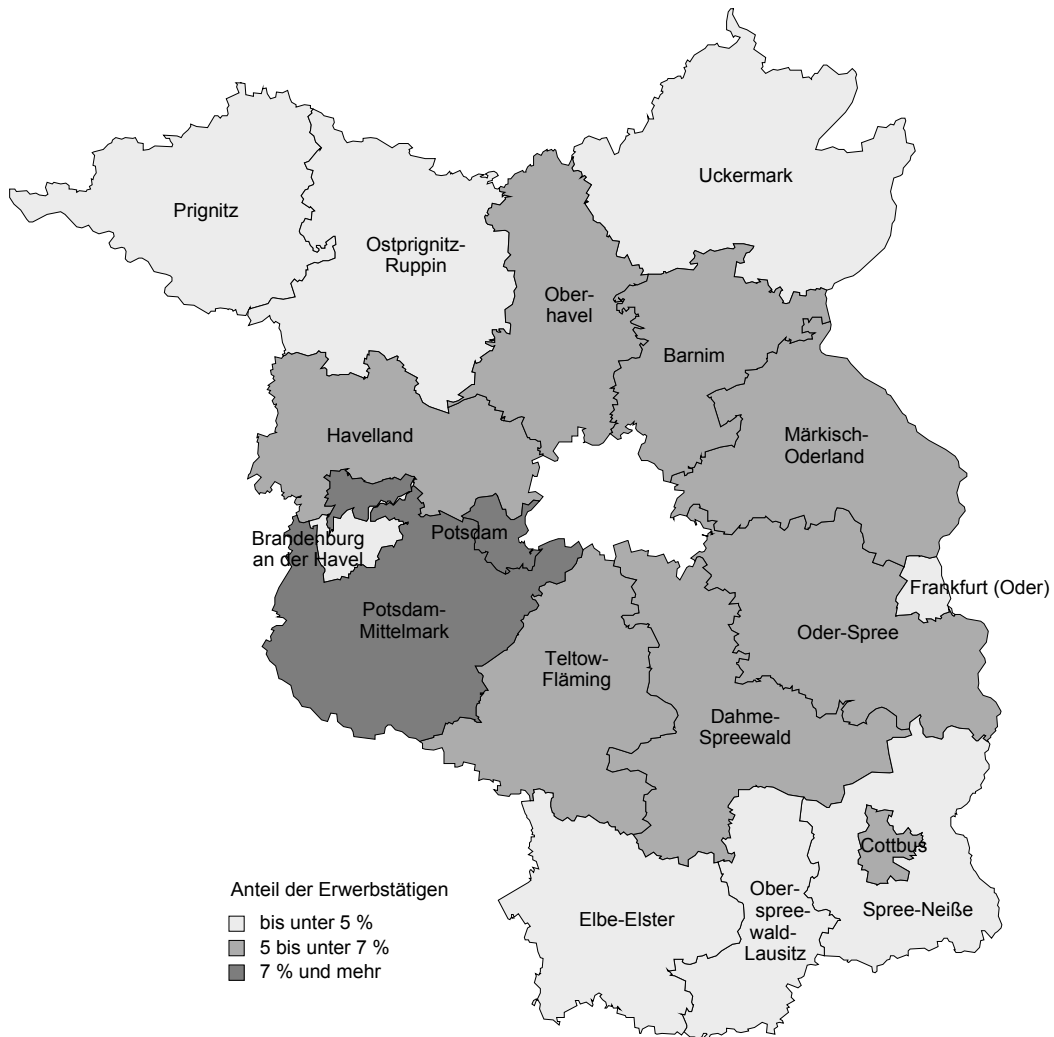 Uckermark
Prignitz
Ostprignitz-
Ruppin
Ober-
havel
Barnim
Havelland
Märkisch-
Oderland
Potsdam
Brandenburg
an der Havel
Frankfurt (Oder)
Potsdam-
Mittelmark
Oder-Spree
Teltow-
Fläming
Dahme-
Spreewald
Cottbus
Spree-Neiße
Elbe-Elster
Ober-
spree-
wald-
Lausitz
Anteil der Erwerbstätigen
bis unter 5 %
5 bis unter 7 %
7 % und mehr